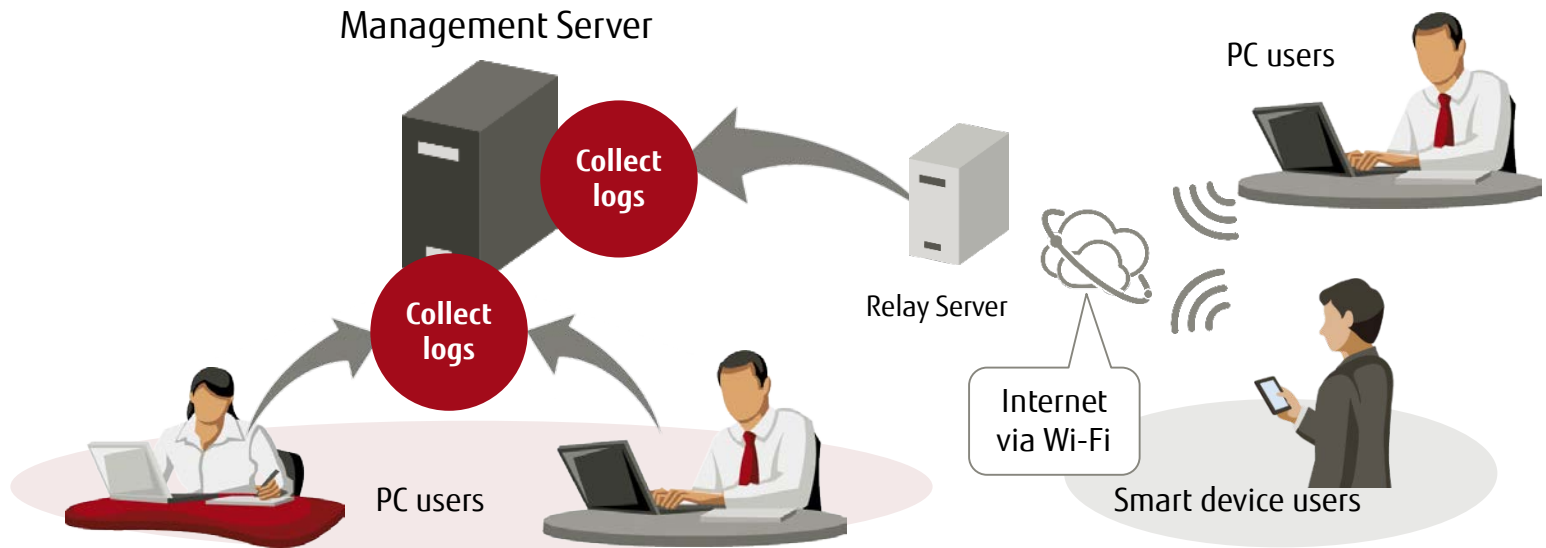 Management Server
PC users
Collect
logs
Relay Server
Collect
logs
Internet
via Wi-Fi
PC users
Smart device users